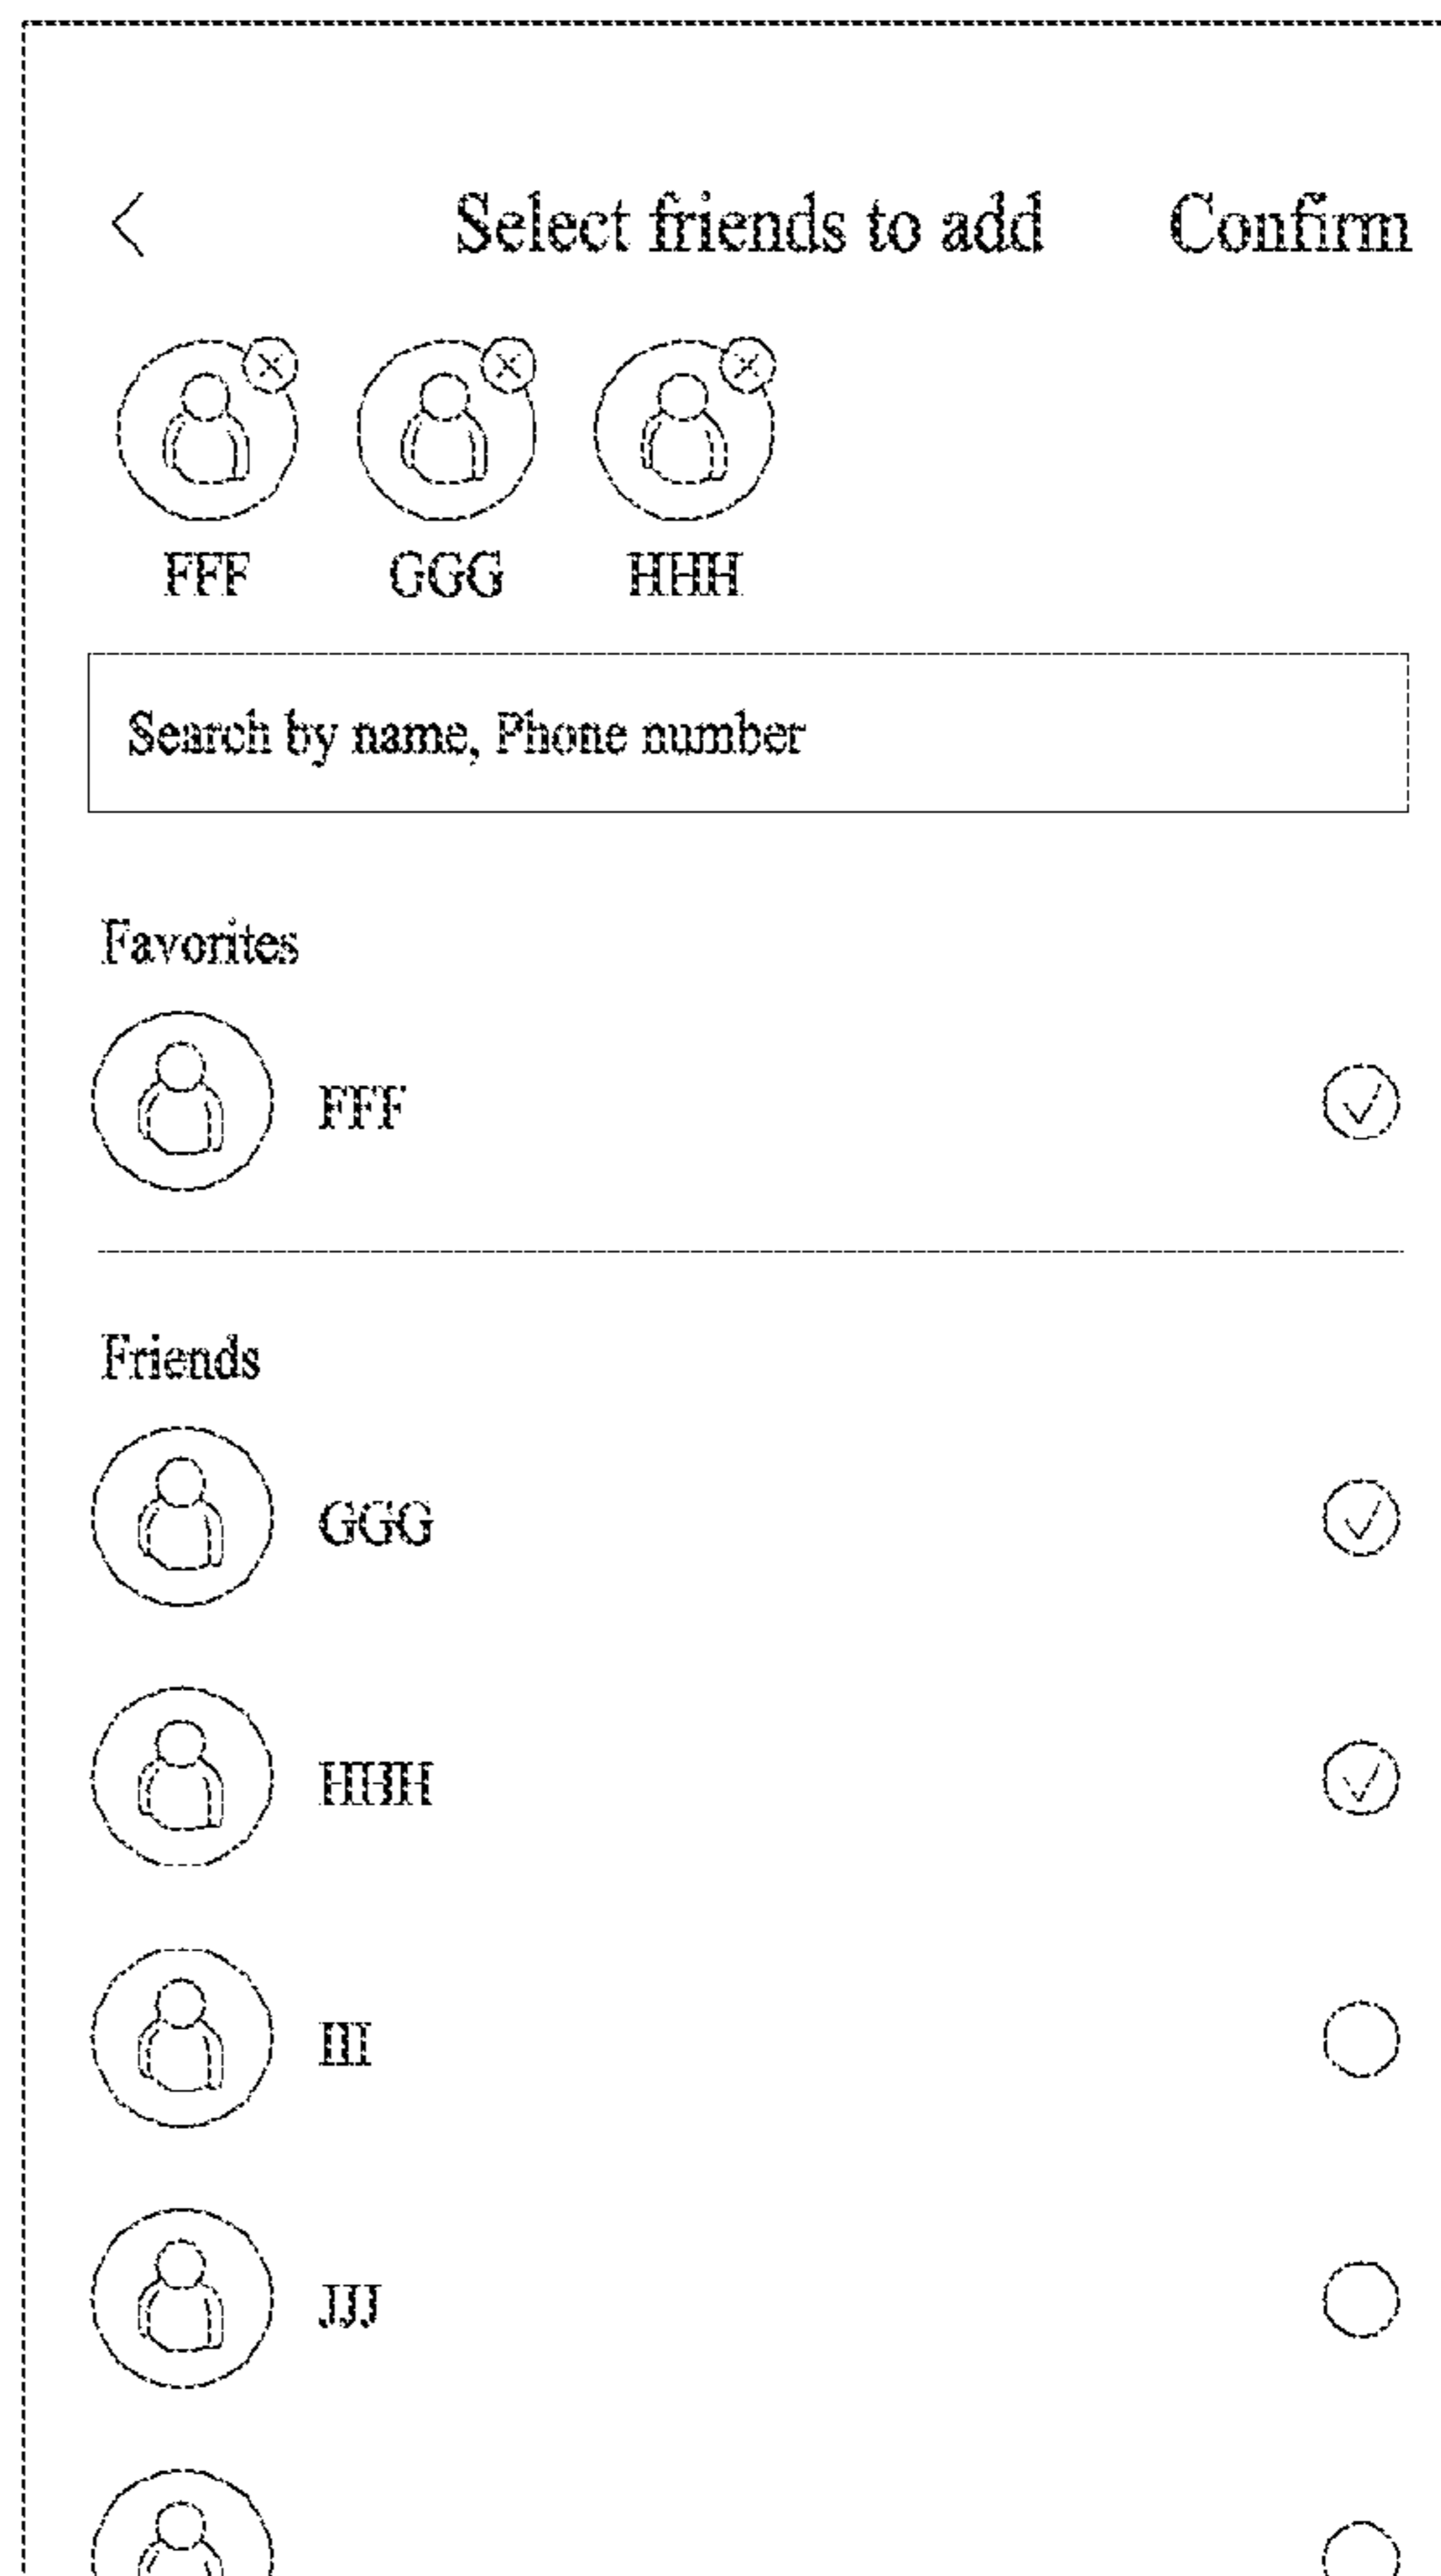 < Select friends to add Confirm
FFF GGG HHH
Search by name, Phone number
Favorites
FFF
Friends
GGG
HHH
III
JJJ